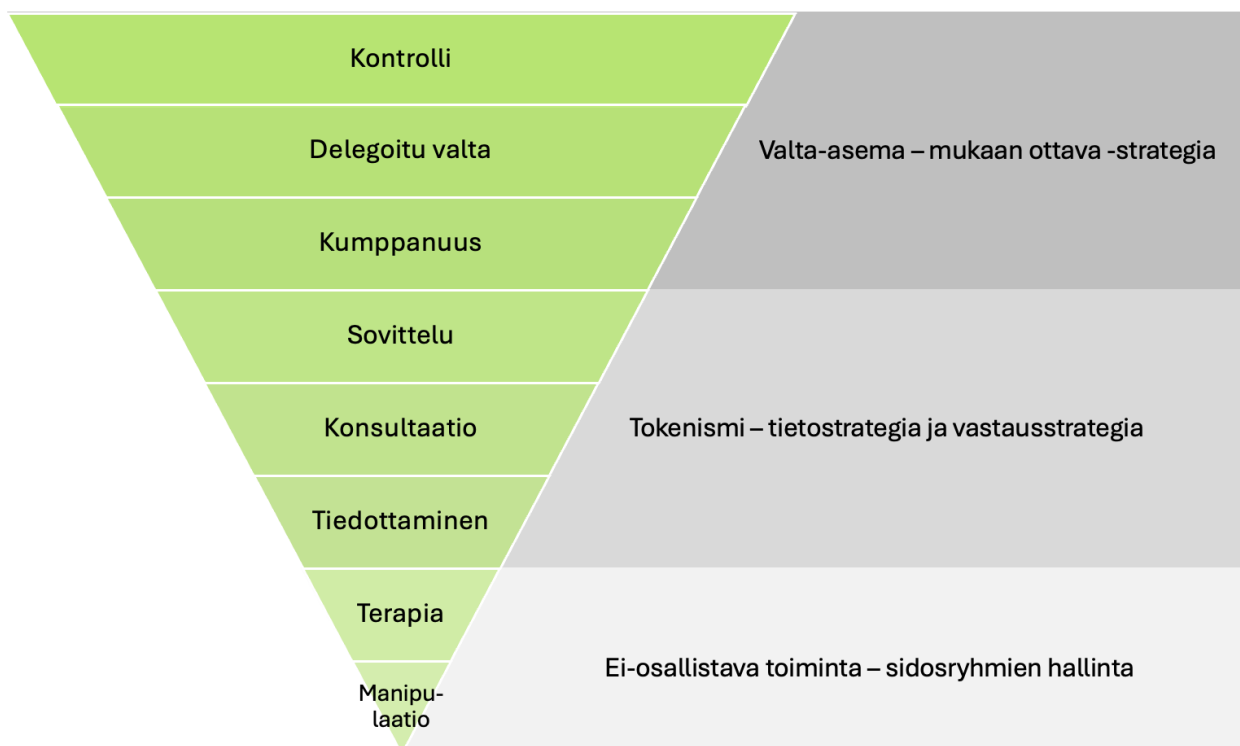 Kontrolli
Delegoitu valta
Valta-asema – mukaan ottava -strategia
Kumppanuus
Sovittelu
Konsultaatio
Tokenismi – tietostrategia ja vastausstrategia
Tiedottaminen
Terapia
Ei-osallistava toiminta – sidosryhmien hallinta
Manipu-
laatio